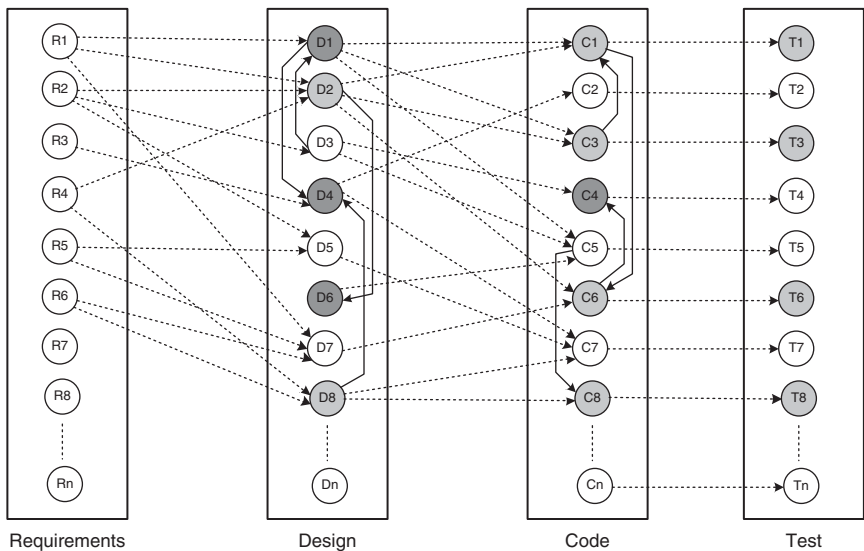 R1
R2
R3
R4
R5
R6
R7
R8
Rn
Requirements
D1
D2
D3
D4
D5
D6
D7
D8
Dn
Design
C1
C2
C3
C4
C5
C6
C7
C8
Cn
Code
T1
T2
T3
T4
T5
T6
T7
T8
Tn
Test